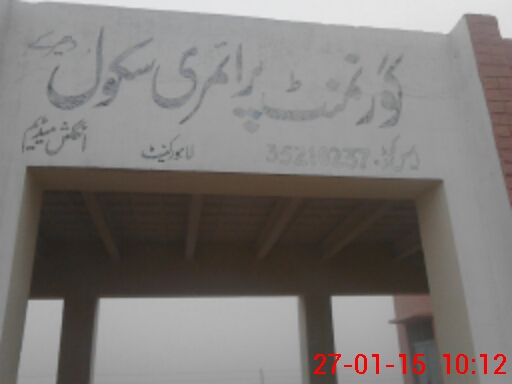 گورنمنٹ پرائمری سکول
35210237 لاہور کینٹ انگلش میڈیم
27-01-15 10:12